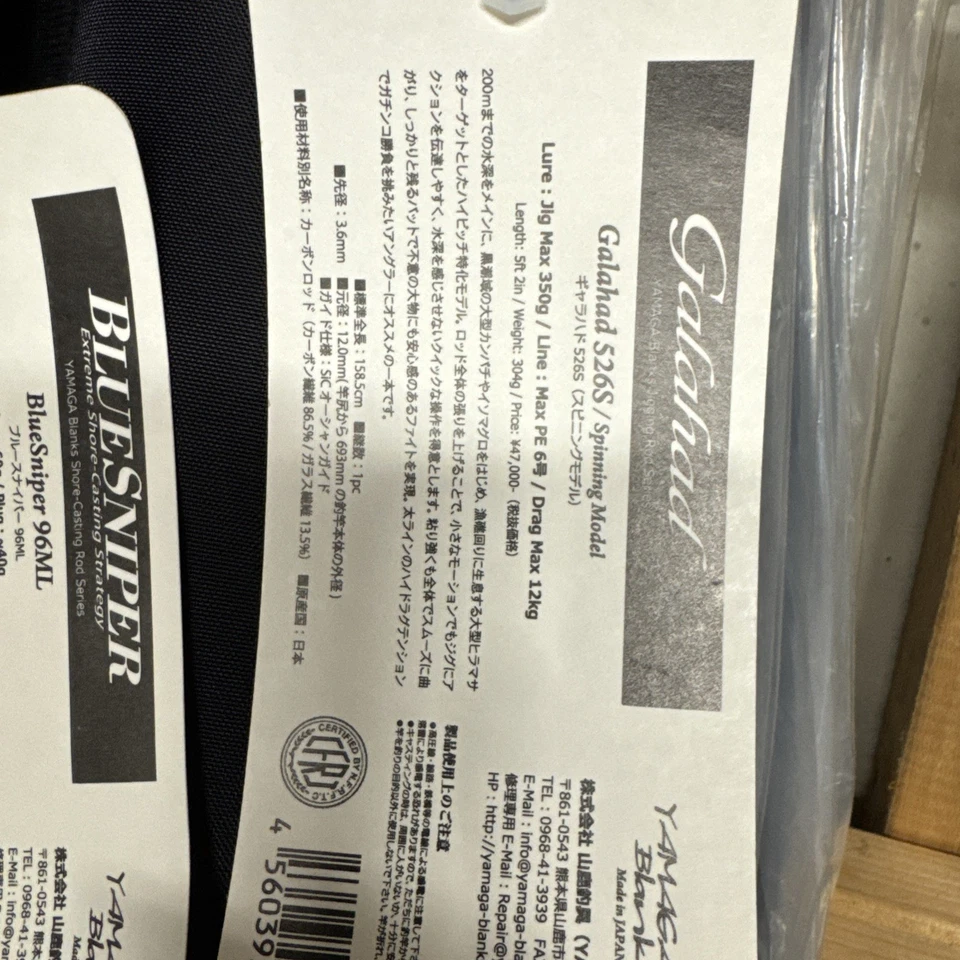 Galahad
YAMAGA Blanks
Galahad 526S / Spinning Model
ギャラハド 526S（スピニングモデル）
Lure : Jig Max 350g / Line : Max PE 6号 / Drag Max 12kg
Length: 5ft 2in / Weight: 304g / Price: ¥47,000-（税抜価格）
200mまでの水深をメインに、黒潮域の大型カンパチやイソマグロをはじめ、漁礁回りに生息する大型ヒラマサ
をターゲットとしたハイピッチ特化モデル。ロッド全体の張りを上げることで、小さなモーションでもジグにア
クションを伝達しやすく、水深を感じさせないクイックな操作を得意とします。粘り強くも全体でスムーズに曲
がり、しっかりと残るバットで不意の大物にも安心感のあるファイトを実現。太ラインのハイドラグテンション
でガチンコ勝負を挑みたいアングラーにオススメの一本です。
■標準全長：158.5cm ■継数：1pc
■先径：3.6mm ■元径：12.0mm(竿尻から 693mm の釣竿本体の外径)
■ガイド仕様：SiC オーシャンガイド
■使用材料別名称：カーボンロッド（カーボン繊維 86.5% / ガラス繊維 13.5%） ■原産国：日本
YAMAGA
Blanks
Made in JAPAN
株式会社 山鹿釣具 (YA
〒861-0543 熊本県山鹿市
TEL : 0968-41-3939 FA
E-Mail : info@yamaga-bla
修理専用 E-Mail : Repair@
HP : http://yamaga-blank
製品使用上のご注意
CERTIFIED BY N.F.R.F.T.C
CFRJ
4 56039
BLUESNIPER
Extreme Shore-Casting Strategy
YAMAGA Blanks Shore-Casting Rod Series
BlueSniper 96ML
ブルースナイパー 96ML
YAM
Bl
株式会社 山鹿釣
〒861-0543 熊本
TEL : 0968-41-39
E-Mail : info@yar